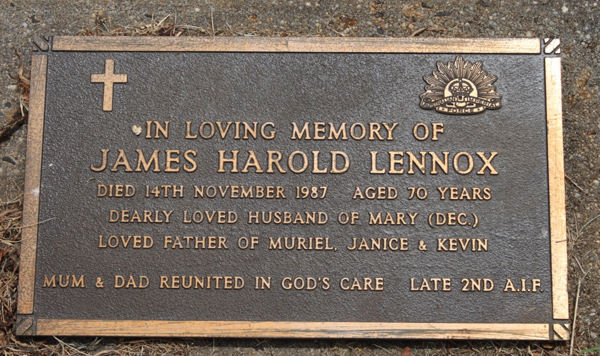 IN LOVING MEMORY OF
JAMES HAROLD LENNOX
DIED 14TH NOVEMBER 1987 AGED 70 YEARS
DEARLY LOVED HUSBAND OF MARY (DEC.)
LOVED FATHER OF MURIEL, JANICE & KEVIN
MUM & DAD REUNITED IN GOD'S CARE LATE 2ND A.I.F.